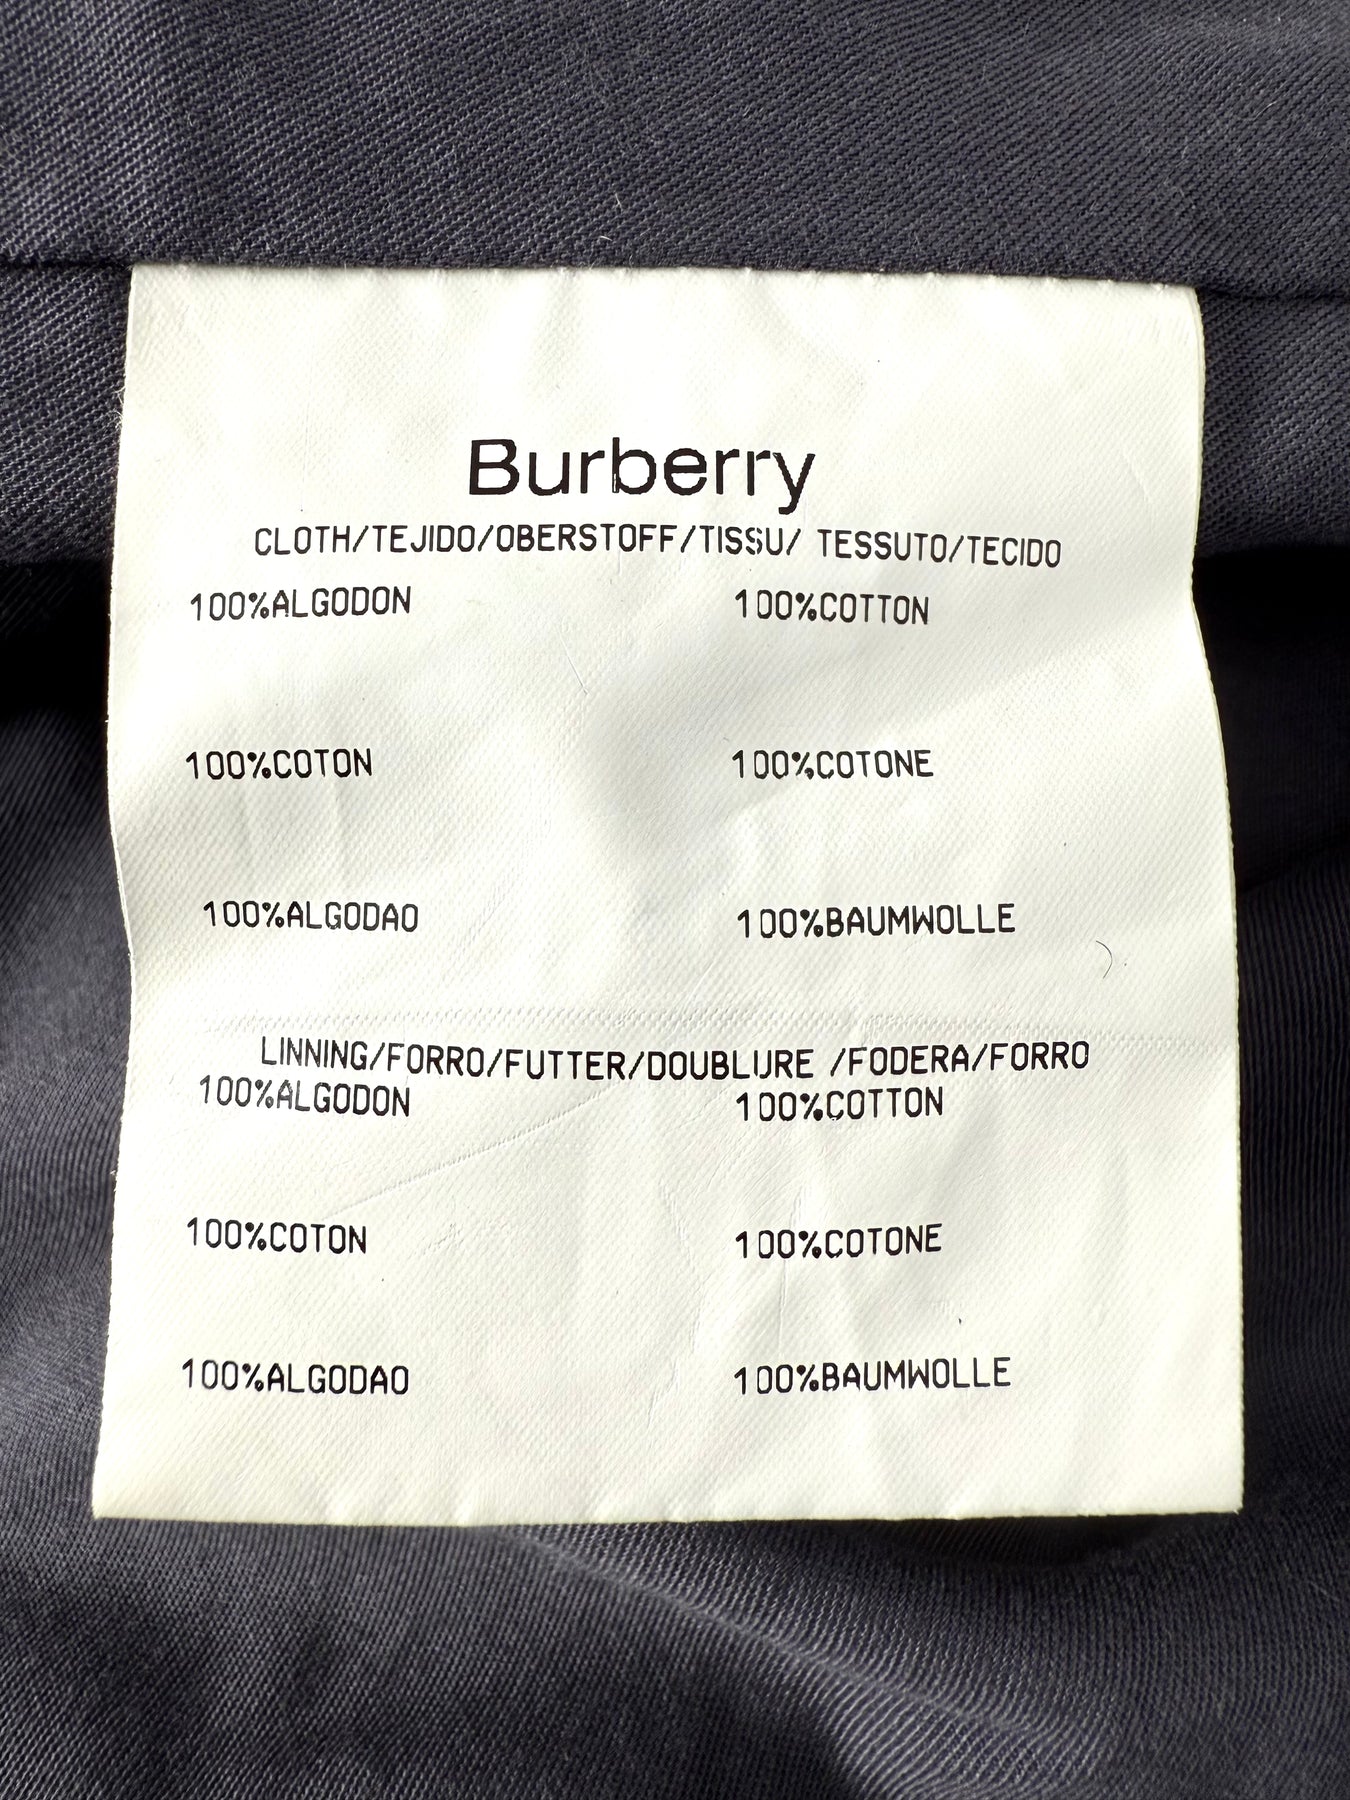 Burberry
CLOTH/TEJIDO/OBERSTOFF/TISSU/ TESSUTO/TECIDO
100%ALGODON 100%COTTON
100%COTON 100%COTONE
100%ALGODAO 100%BAUMWOLLE
LINNING/FORRO/FUTTER/DOUBLURE /FODERA/FORRO
100%ALGODON 100%COTTON
100%COTON 100%COTONE
100%ALGODAO 100%BAUMWOLLE